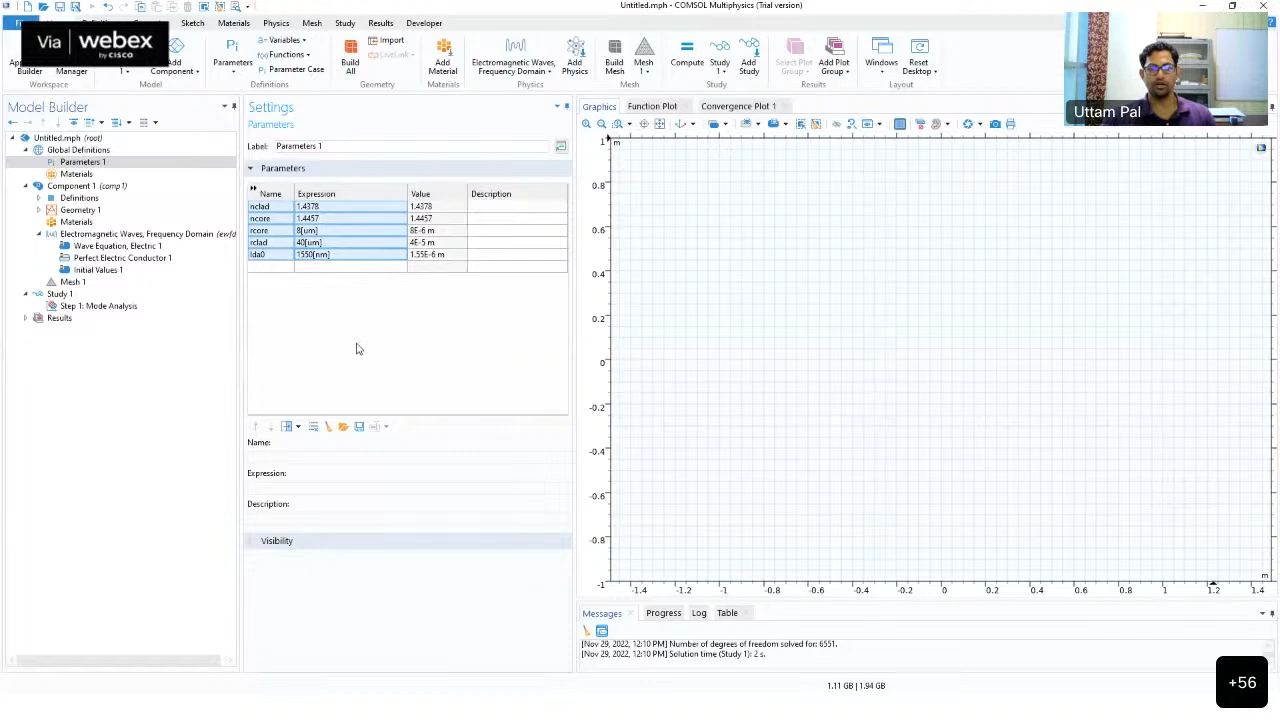 Untitled.mph - COMSOL Multiphysics (Trial version)
Sketch Materials Physics Mesh Study Results Developer
Via webex
by CISCO
Builder
Manager
Component
Workspace
Model
Parameters
1
Variables
Functions
Parameter Case
Definitions
Build
All
Import
LiveLink
Geometry
Add
Material
Materials
Frequency Domain
Add
Physics
Physics
Build
Mesh
Mesh
1
Mesh
Compute
Study
1
Add
Study
Study
Select Plot
Group
Add Plot
Group
Results
Windows
Reset
Desktop
Layout
Uttam Pal
Model Builder
Untitled.mph (root)
Global Definitions
Pi Parameters 1
Materials
Component 1 (comp1)
Definitions
Geometry 1
Materials
Electromagnetic Waves, Frequency Domain (ewfd
Wave Equation, Electric 1
Perfect Electric Conductor 1
Initial Values 1
Mesh 1
Study 1
Step 1: Mode Analysis
Results
Settings
Parameters
Label: Parameters 1
Parameters
Name Expression Value Description
nclad 1.4378 1.4378
ncore 1.4457 1.4457
rcore 8[um] 8E-6 m
rclad 40[um] 4E-5 m
lda0 1550[nm] 1.55E-6 m
Name:
Expression:
Description:
Visibility
Graphics Function Plot Convergence Plot 1
1 m
0.8
0.6
0.4
0.2
0
-0.2
-0.4
-0.6
-0.8
-1
m
-1.4 -1.2 -1 -0.8 -0.6 -0.4 -0.2 0 0.2 0.4 0.6 0.8 1 1.2 1.4
Messages Progress Log Table
[Nov 29, 2022, 12:10 PM] Number of degrees of freedom solved for: 6551.
[Nov 29, 2022, 12:10 PM] Solution time (Study 1): 2 s.
1.11 GB | 1.94 GB
+56